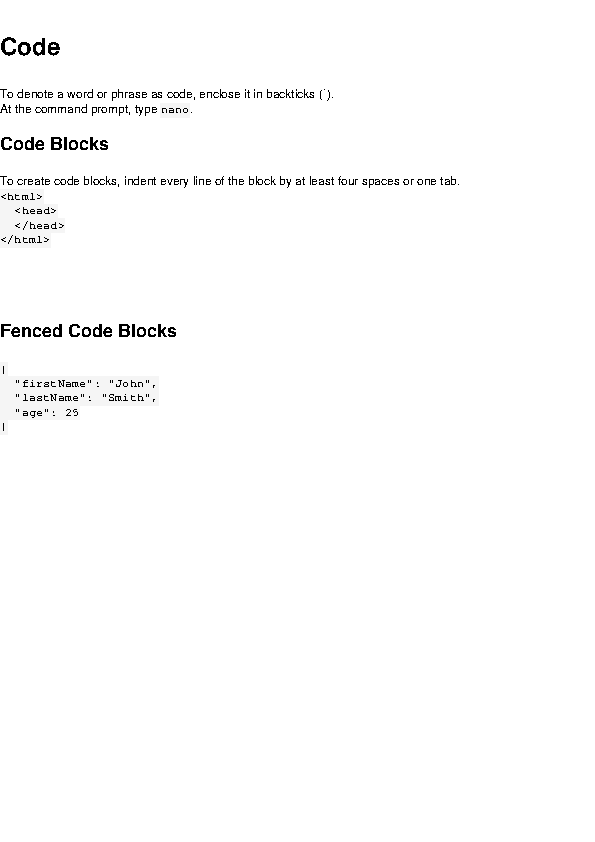 Code
To denote a word or phrase as code, enclose it in backticks (`).
At the command prompt, type nano.
Code Blocks
To create code blocks, indent every line of the block by at least four spaces or one tab.
<html>
  <head>
  </head>
</html>
Fenced Code Blocks
{
  "firstName": "John",
  "lastName": "Smith",
  "age": 25
}